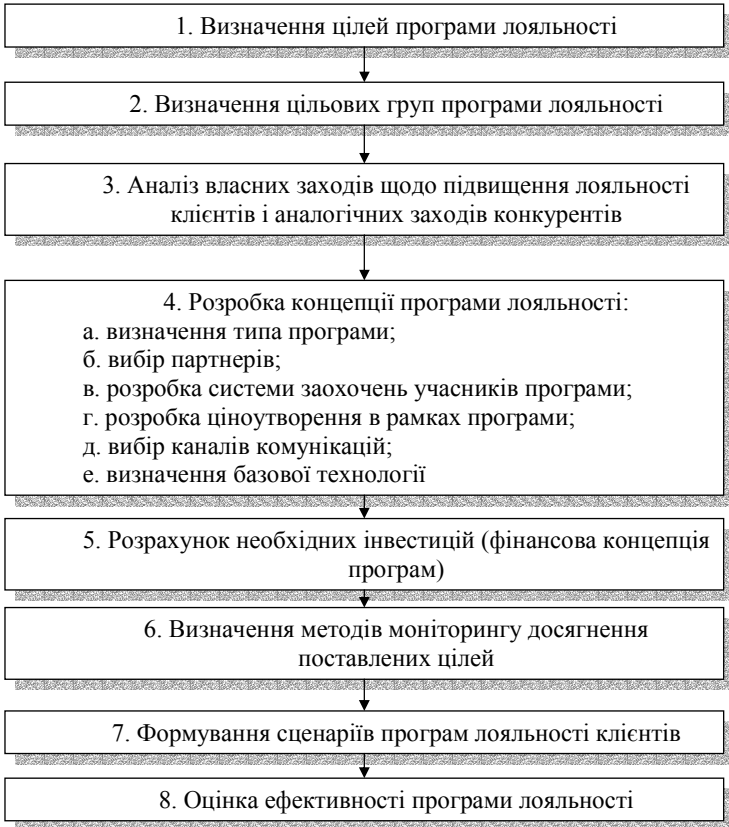 1. Визначення цілей програми лояльності
2. Визначення цільових груп програми лояльності
3. Аналіз власних заходів щодо підвищення лояльності
клієнтів і аналогічних заходів конкурентів
4. Розробка концепції програми лояльності:
а. визначення типа програми;
б. вибір партнерів;
в. розробка системи заохочень учасників програми;
г. розробка ціноутворення в рамках програми;
д. вибір каналів комунікацій;
е. визначення базової технології
5. Розрахунок необхідних інвестицій (фінансова концепція
програм)
6. Визначення методів моніторингу досягнення
поставлених цілей
7. Формування сценаріїв програм лояльності клієнтів
8. Оцінка ефективності програми лояльності